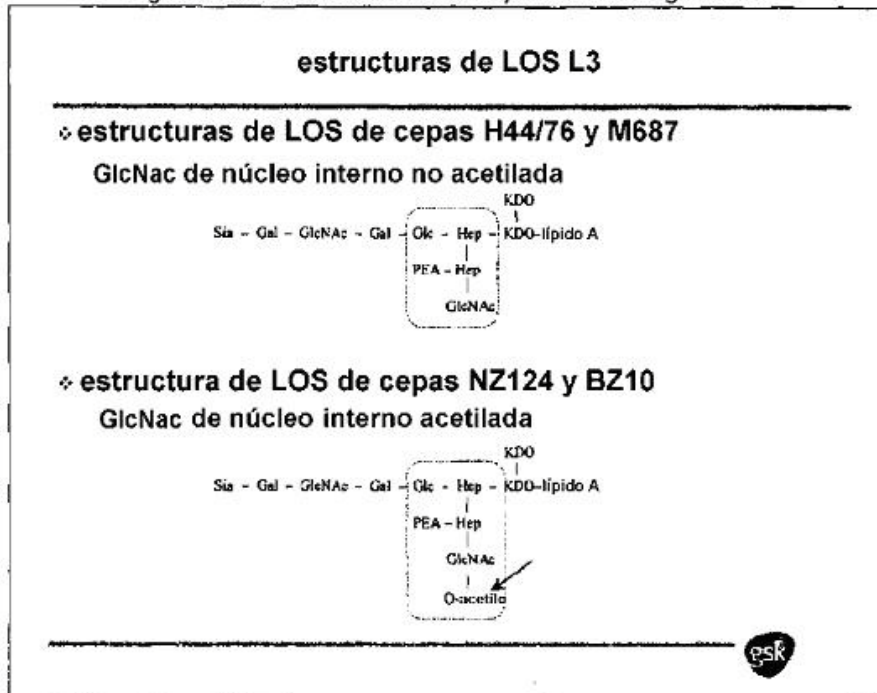 estructuras de LOS L3
❖ estructuras de LOS de cepas H44/76 y M687
GlcNac de núcleo interno no acetilada
KDO
Sia – Gal – GlcNAc – Gal – Glc – Hep – KDO-lípido A
PEA – Hep
GlcNAc
❖ estructura de LOS de cepas NZ124 y BZ10
GlcNac de núcleo interno acetilada
KDO
Sia – Gal – GlcNAc – Gal – Glc – Hep – KDO-lípido A
PEA – Hep
GlcNAc
O-acetilo
gsk